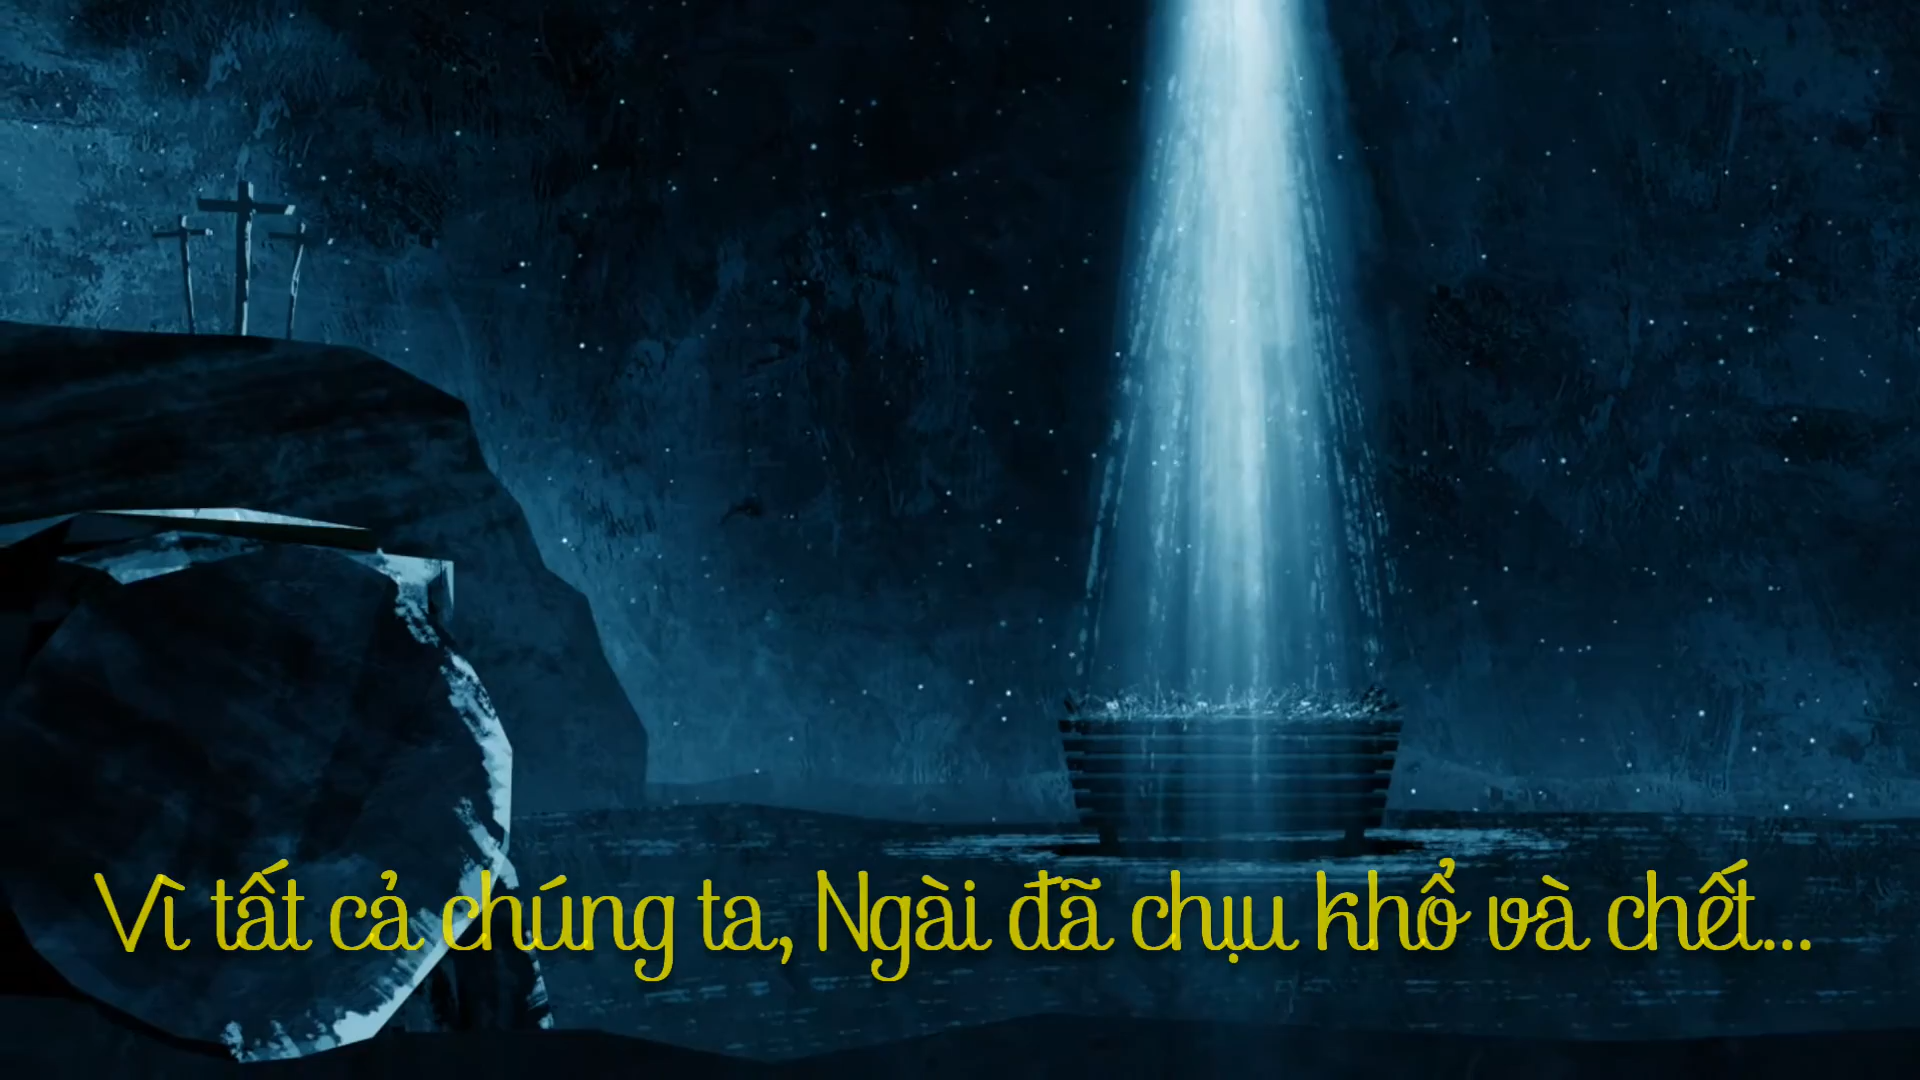 Vì tất cả chúng ta, Ngài đã chịu khổ và chết...